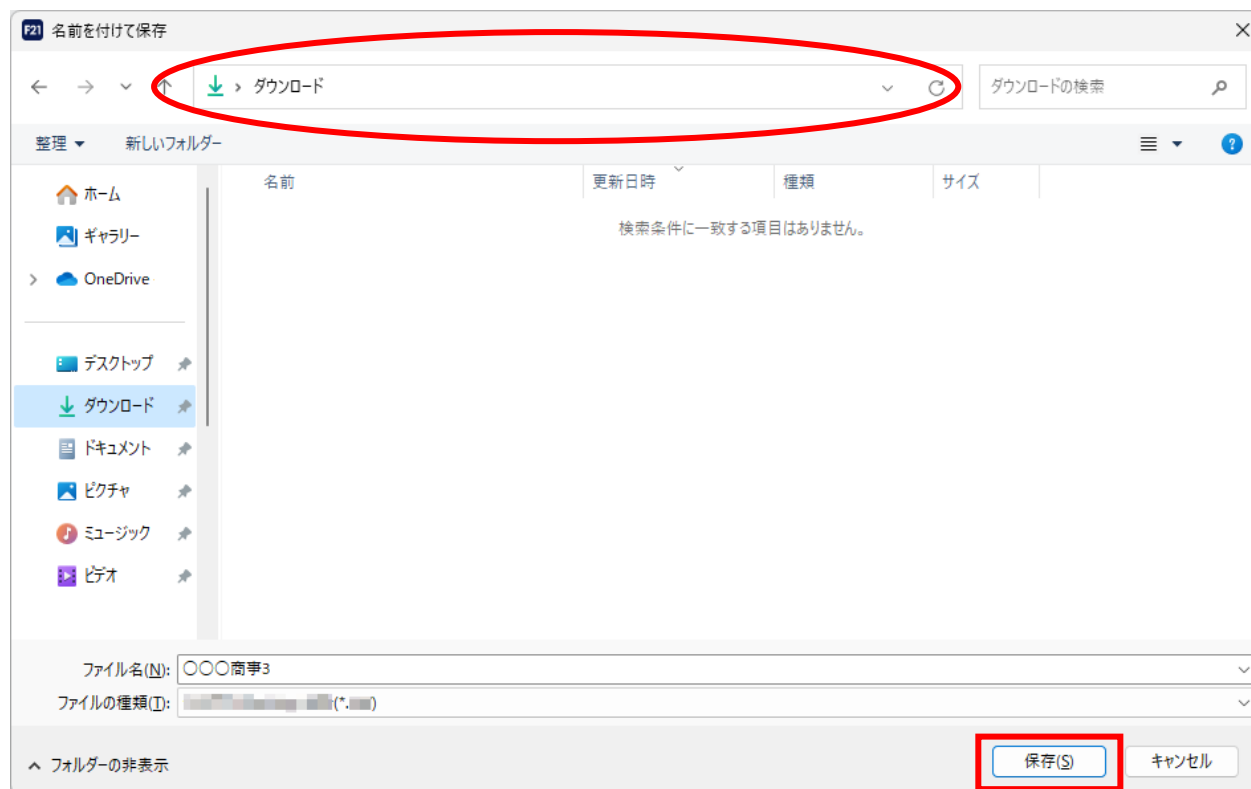 F21 名前を付けて保存
ダウンロード
ダウンロードの検索
整理 新しいフォルダー
名前 更新日時 種類 サイズ
検索条件に一致する項目はありません。
ホーム
ギャラリー
OneDrive
デスクトップ
ダウンロード
ドキュメント
ピクチャ
ミュージック
ビデオ
ファイル名(N): 〇〇〇商事3
ファイルの種類(T): (*.)
フォルダーの非表示 保存(S) キャンセル